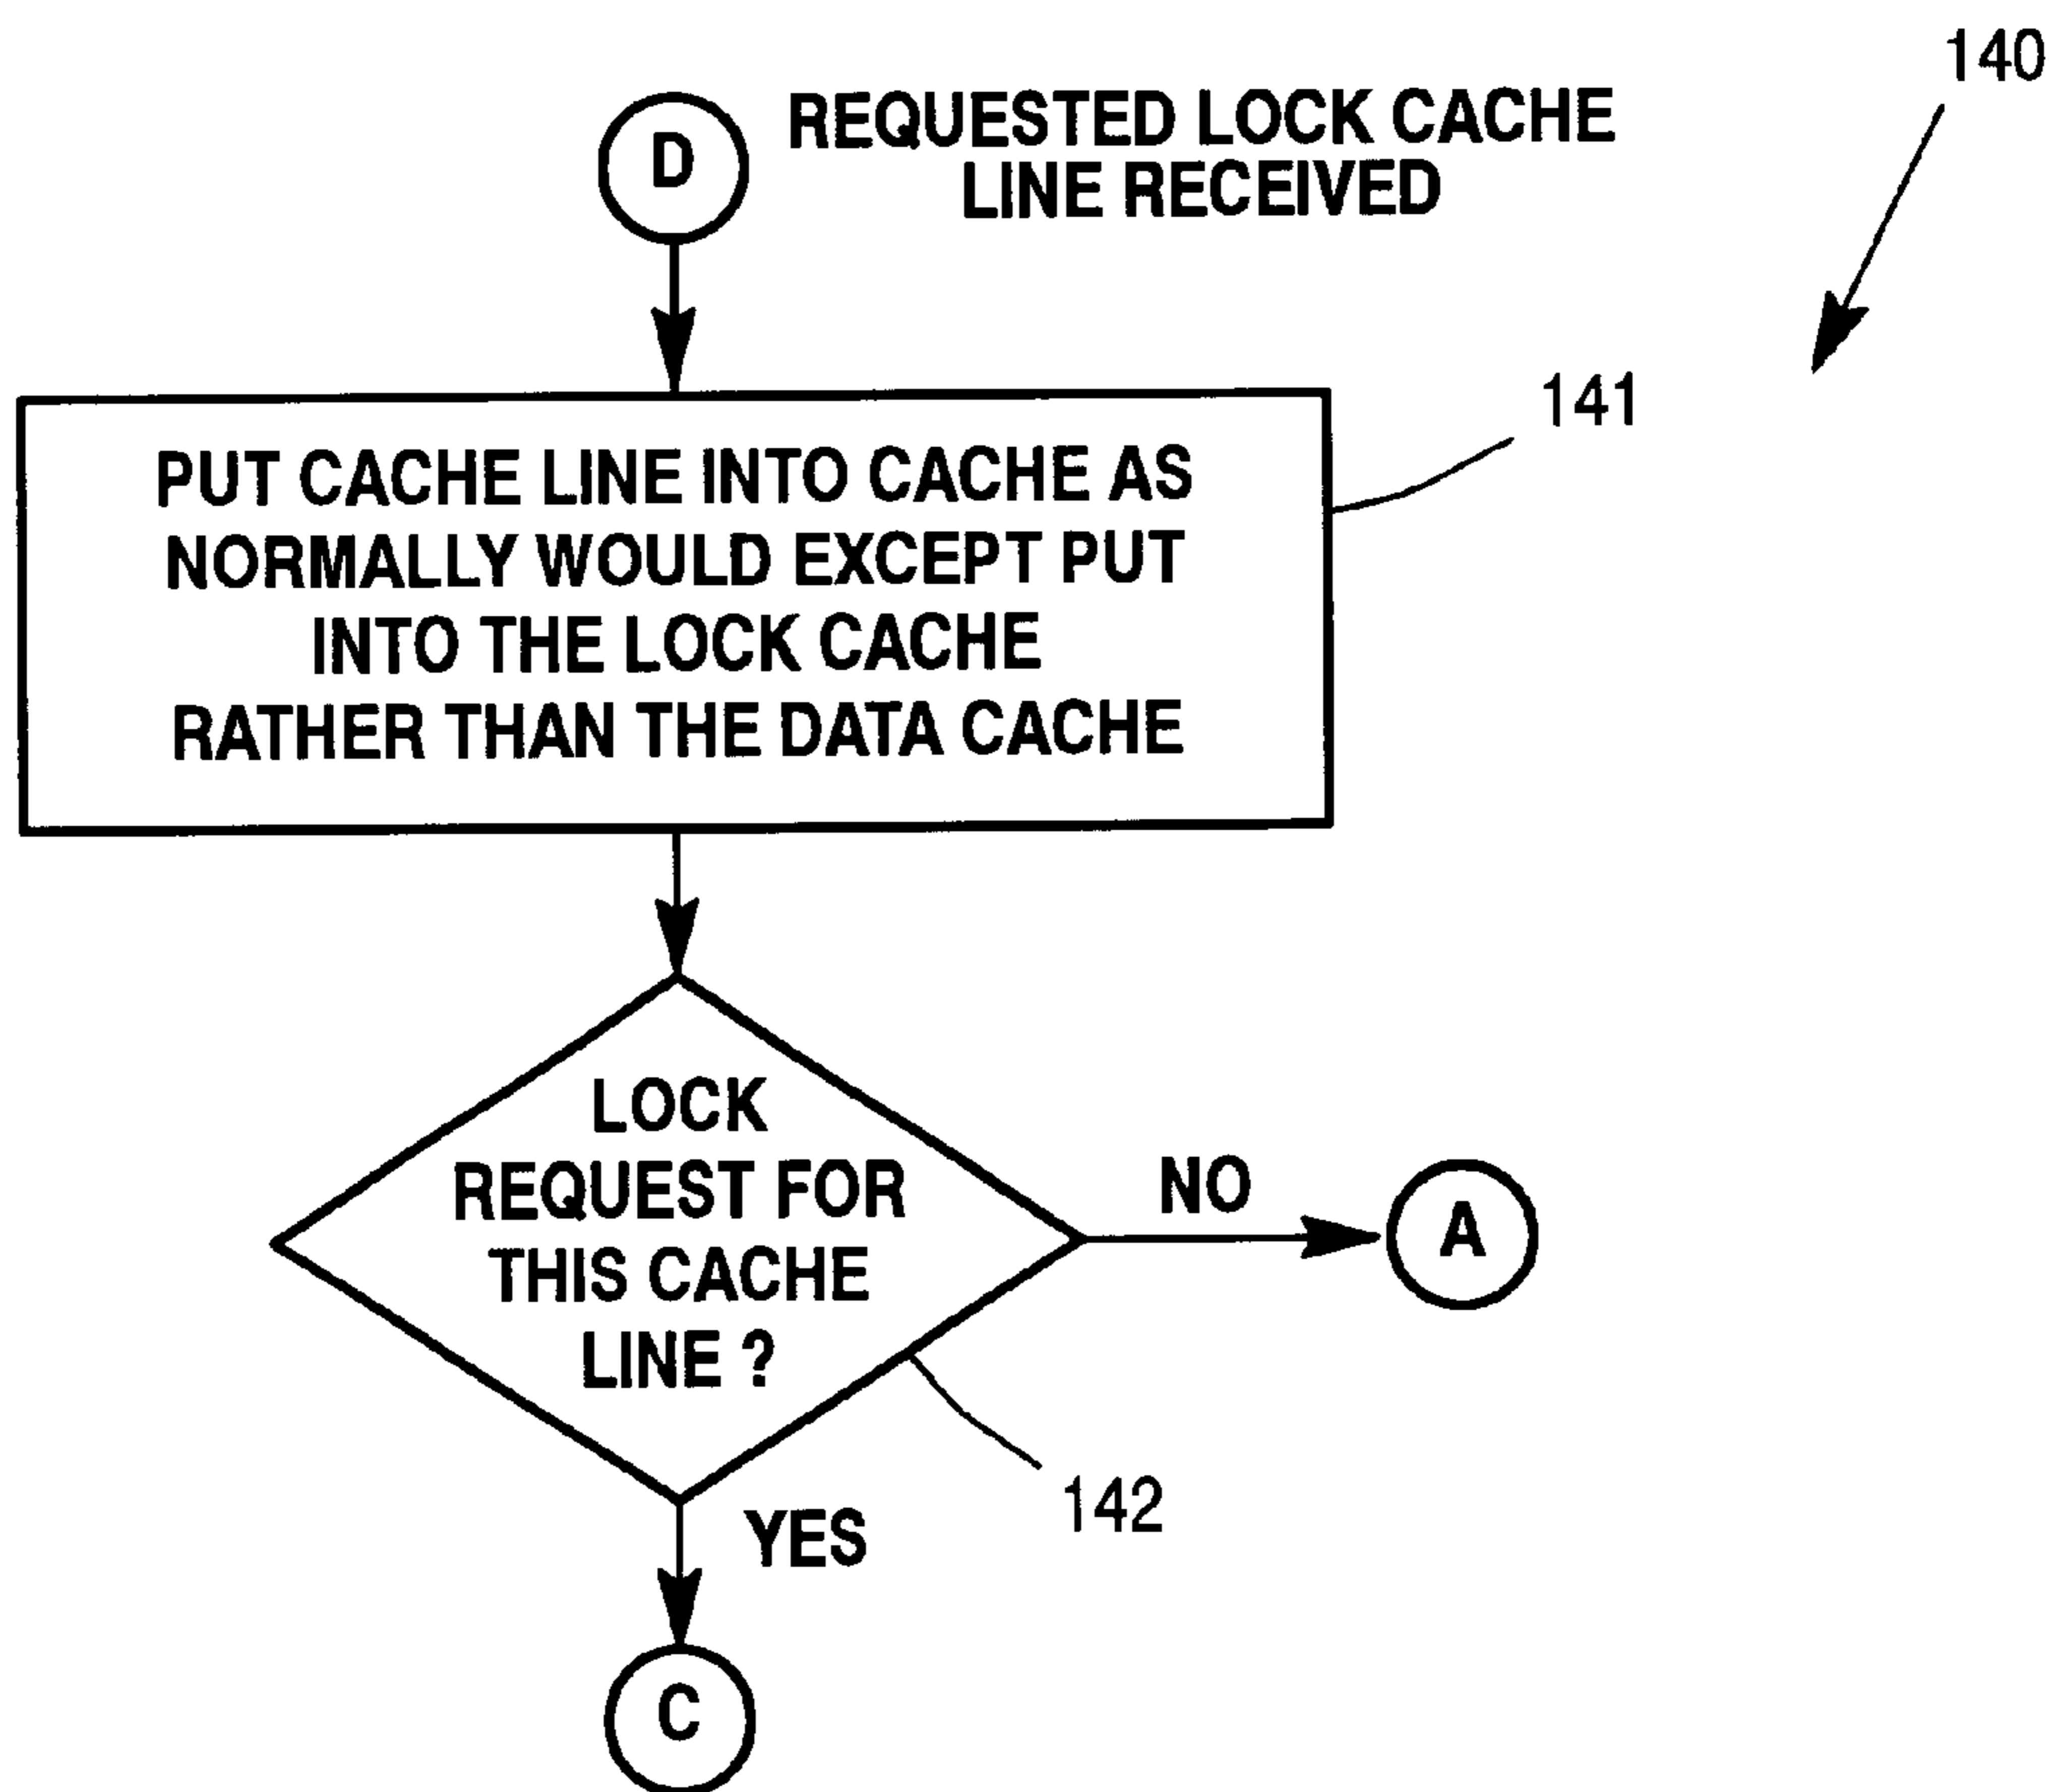 140
D
REQUESTED LOCK CACHE
LINE RECEIVED
141
PUT CACHE LINE INTO CACHE AS
NORMALLY WOULD EXCEPT PUT
INTO THE LOCK CACHE
RATHER THAN THE DATA CACHE
LOCK
REQUEST FOR
THIS CACHE
LINE ?
NO
A
142
YES
C